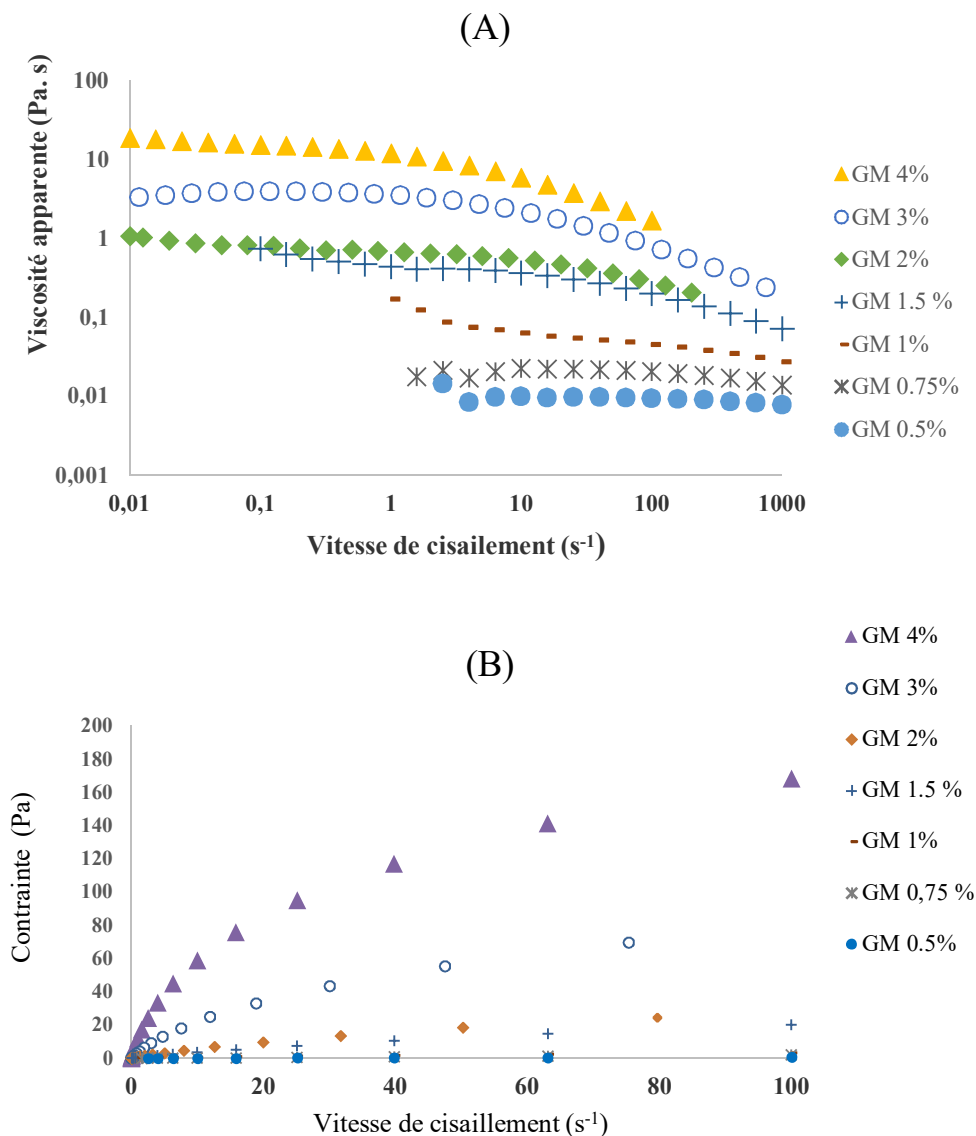 (A)
Viscosité apparente (Pa. s)
100
10
1
0,1
0,01
0,001
0,01 0,1 1 10 100 1000
Vitesse de cisailement (s-1)
GM 4%
GM 3%
GM 2%
GM 1.5 %
GM 1%
GM 0.75%
GM 0.5%
(B)
Contrainte (Pa)
200
180
160
140
120
100
80
60
40
20
0
0 20 40 60 80 100
Vitesse de cisaillement (s-1)
GM 4%
GM 3%
GM 2%
GM 1.5 %
GM 1%
GM 0,75 %
GM 0.5%